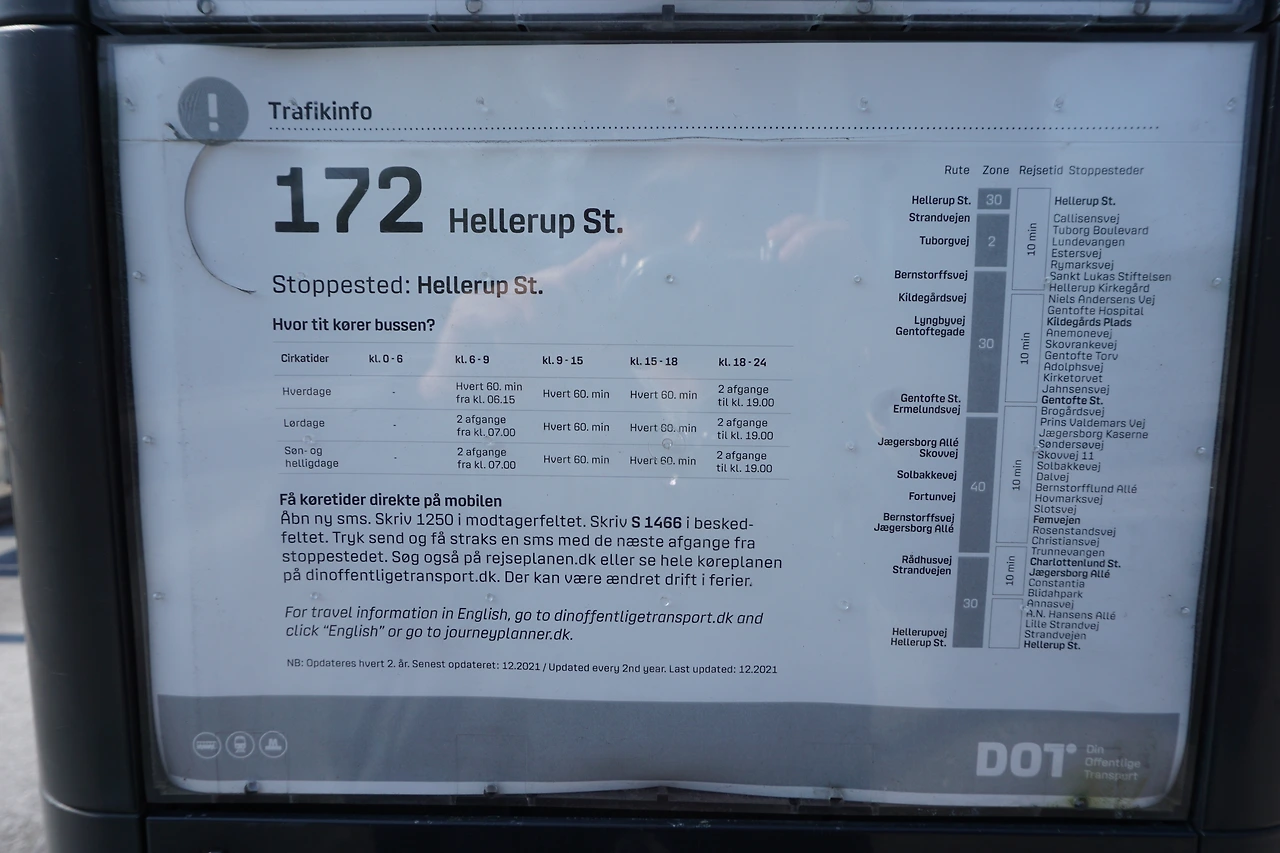 !
Trafikinfo
172 Hellerup St.
Stoppested: Hellerup St.
Hvor tit kører bussen?
Cirkatider kl. 0 - 6 kl. 6 - 9 kl. 9 - 15 kl. 15 - 18 kl. 18 - 24
Hverdage - Hvert 60. min fra kl. 06.15 Hvert 60. min Hvert 60. min 2 afgange til kl. 19.00
Lørdage - 2 afgange fra kl. 07.00 Hvert 60. min Hvert 60. min 2 afgange til kl. 19.00
Søn- og helligdage - 2 afgange fra kl. 07.00 Hvert 60. min Hvert 60. min 2 afgange til kl. 19.00
Få køretider direkte på mobilen
Åbn ny sms. Skriv 1250 i modtagerfeltet. Skriv S 1466 i besked-
feltet. Tryk send og få straks en sms med de næste afgange fra
stoppestedet. Søg også på rejseplanen.dk eller se hele køreplanen
på dinoffentligetransport.dk. Der kan være ændret drift i ferier.
For travel information in English, go to dinoffentligetransport.dk and
click “English” or go to journeyplanner.dk.
NB: Opdateres hvert 2. år. Senest opdateret: 12.2021 / Updated every 2nd year. Last updated: 12.2021
Rute Zone Rejsetid Stoppesteder
Hellerup St.
Strandvejen
Tuborgvej
Bernstorffsvej
Kildegårdsvej
Lyngbyvej
Gentoftegade
Gentofte St.
Ermelundsvej
Jægersborg Allé
Skovvej
Solbakkevej
Fortunvej
Bernstorffsvej
Jægersborg Allé
Rådhusvej
Strandvejen
Hellerupvej
Hellerup St.
30
2
30
40
30
10 min
10 min
10 min
10 min
Hellerup St.
Callisensvej
Tuborg Boulevard
Lundevangen
Estersvej
Rymarksvej
Sankt Lukas Stiftelsen
Hellerup Kirkegård
Niels Andersens Vej
Gentofte Hospital
Kildegårds Plads
Anemonevej
Skovrankevej
Gentofte Torv
Adolphsvej
Kirketorvet
Jahnsensvej
Gentofte St.
Brogårdsvej
Prins Valdemars Vej
Jægersborg Kaserne
Søndersøvej
Skovvej 11
Solbakkevej
Dalvej
Bernstorfflund Allé
Hovmarksvej
Slotsvej
Femvejen
Rosenstandsvej
Christiansvej
Trunnevangen
Charlottenlund St.
Jægersborg Allé
Constantia
Blidahpark
Annasvej
A.N. Hansens Allé
Lille Strandvej
Strandvejen
Hellerup St.
DOT
Din
Offentlige
Transport